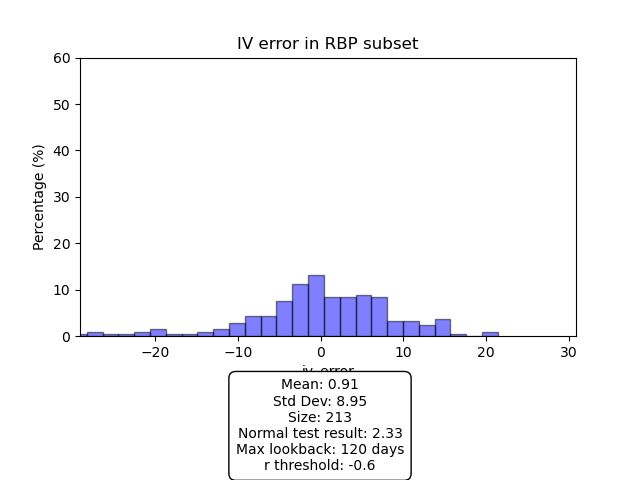 IV error in RBP subset
60
50
40
30
20
10
0
Percentage (%)
−20
−10
0
10
20
30
iv_error
Mean: 0.91
Std Dev: 8.95
Size: 213
Normal test result: 2.33
Max lookback: 120 days
r threshold: -0.6